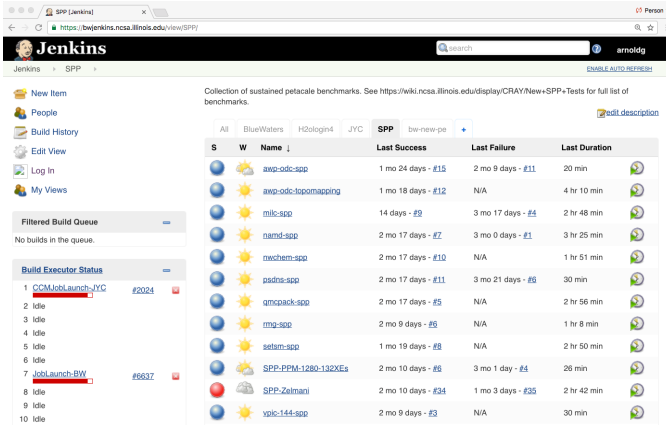 SPP [Jenkins]
Person
https://bwjenkins.ncsa.illinois.edu/view/SPP/
Jenkins
search
arnoldg
Jenkins SPP
ENABLE AUTO REFRESH
New Item
People
Build History
Edit View
Log In
My Views
Filtered Build Queue
No builds in the queue.
Build Executor Status
1 CCMJobLaunch-JYC #2024
2 Idle
3 Idle
4 Idle
5 Idle
6 Idle
7 JobLaunch-BW #6637
8 Idle
9 Idle
10 Idle
Collection of sustained petacale benchmarks. See https://wiki.ncsa.illinois.edu/display/CRAY/New+SPP+Tests for full list of
benchmarks.
edit description
All BlueWaters H2ologin4 JYC SPP bw-new-pe +
S W Name ↓ Last Success Last Failure Last Duration
awp-odc-spp 1 mo 24 days - #15 2 mo 9 days - #11 20 min
awp-odc-topomapping 1 mo 18 days - #12 N/A 4 hr 10 min
milc-spp 14 days - #9 3 mo 17 days - #4 2 hr 48 min
namd-spp 2 mo 17 days - #7 3 mo 0 days - #1 3 hr 25 min
nwchem-spp 2 mo 17 days - #10 N/A 1 hr 51 min
psdns-spp 2 mo 17 days - #11 3 mo 21 days - #6 30 min
qmcpack-spp 2 mo 17 days - #5 N/A 2 hr 56 min
rmg-spp 2 mo 9 days - #6 N/A 1 hr 8 min
setsm-spp 1 mo 19 days - #8 N/A 2 hr 50 min
SPP-PPM-1280-132XEs 2 mo 10 days - #6 3 mo 1 day - #4 26 min
SPP-Zelmani 2 mo 10 days - #34 1 mo 3 days - #35 2 hr 42 min
vpic-144-spp 2 mo 9 days - #3 N/A 30 min